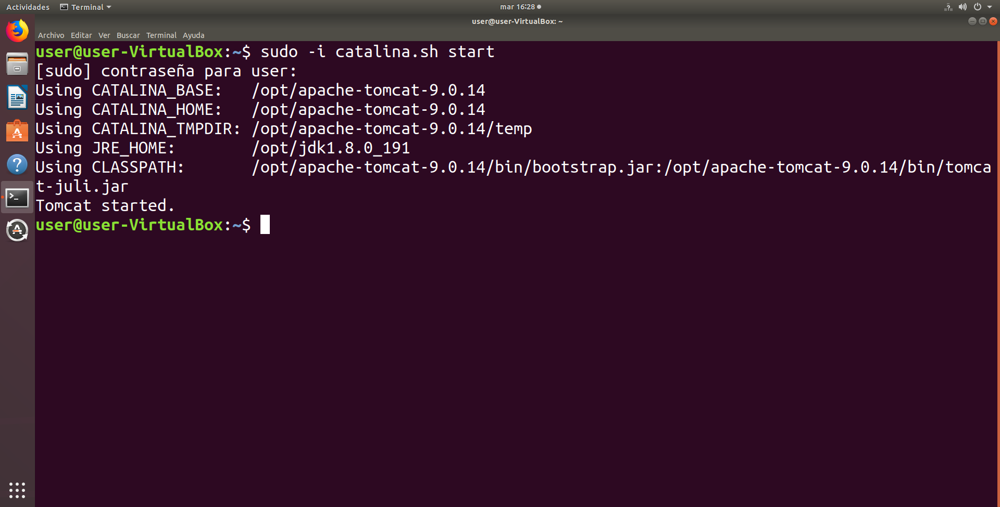 Actividades Terminal mar 16:28
user@user-VirtualBox: ~
Archivo Editar Ver Buscar Terminal Ayuda
user@user-VirtualBox:~$ sudo -i catalina.sh start
[sudo] contraseña para user:
Using CATALINA_BASE:   /opt/apache-tomcat-9.0.14
Using CATALINA_HOME:   /opt/apache-tomcat-9.0.14
Using CATALINA_TMPDIR: /opt/apache-tomcat-9.0.14/temp
Using JRE_HOME:        /opt/jdk1.8.0_191
Using CLASSPATH:       /opt/apache-tomcat-9.0.14/bin/bootstrap.jar:/opt/apache-tomcat-9.0.14/bin/tomca
t-juli.jar
Tomcat started.
user@user-VirtualBox:~$